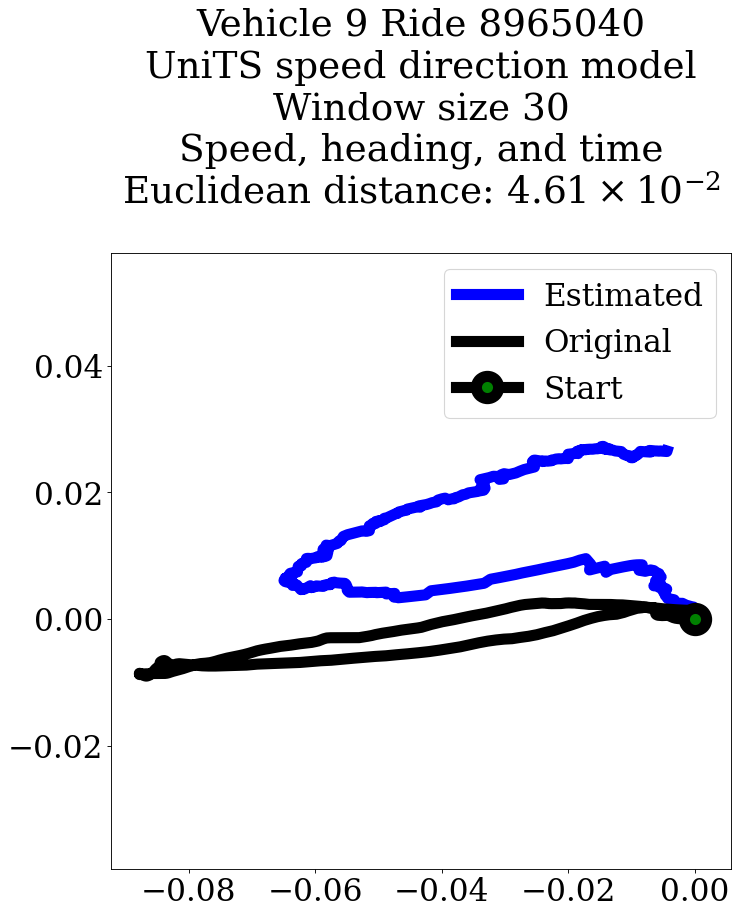 Vehicle 9 Ride 8965040
UniTS speed direction model
Window size 30
Speed, heading, and time
Euclidean distance: 4.61 × 10⁻²
Estimated
Original
Start
0.04
0.02
0.00
−0.02
−0.08 −0.06 −0.04 −0.02 0.00